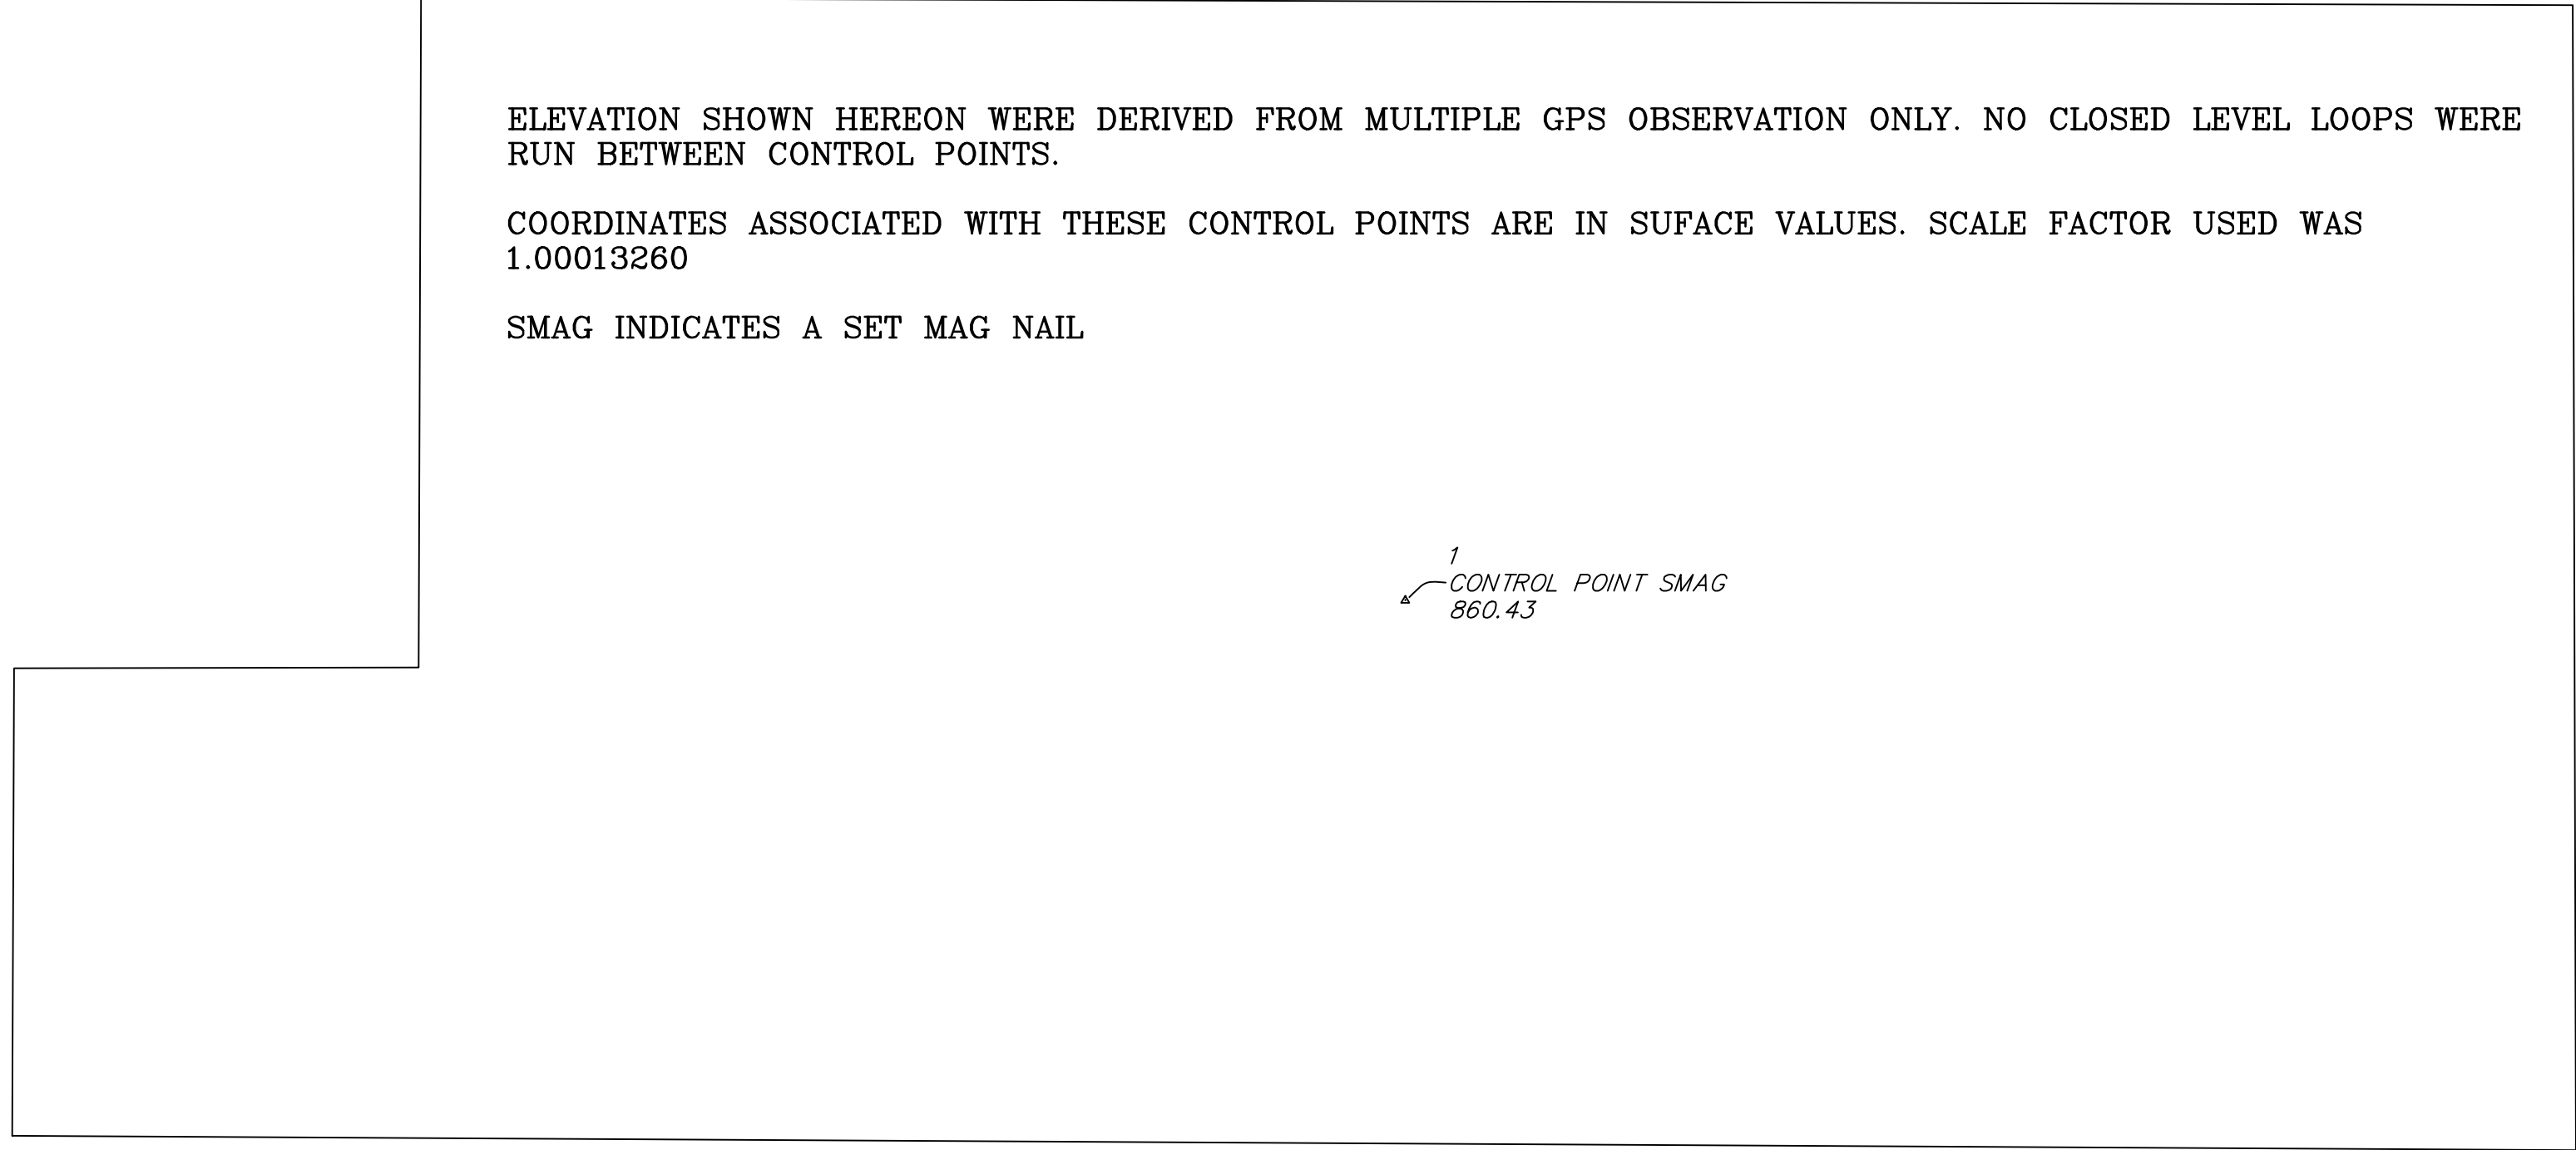 ELEVATION SHOWN HEREON WERE DERIVED FROM MULTIPLE GPS OBSERVATION ONLY. NO CLOSED LEVEL LOOPS WERE
RUN BETWEEN CONTROL POINTS.
COORDINATES ASSOCIATED WITH THESE CONTROL POINTS ARE IN SUFACE VALUES. SCALE FACTOR USED WAS
1.00013260
SMAG INDICATES A SET MAG NAIL
1
CONTROL POINT SMAG
860.43